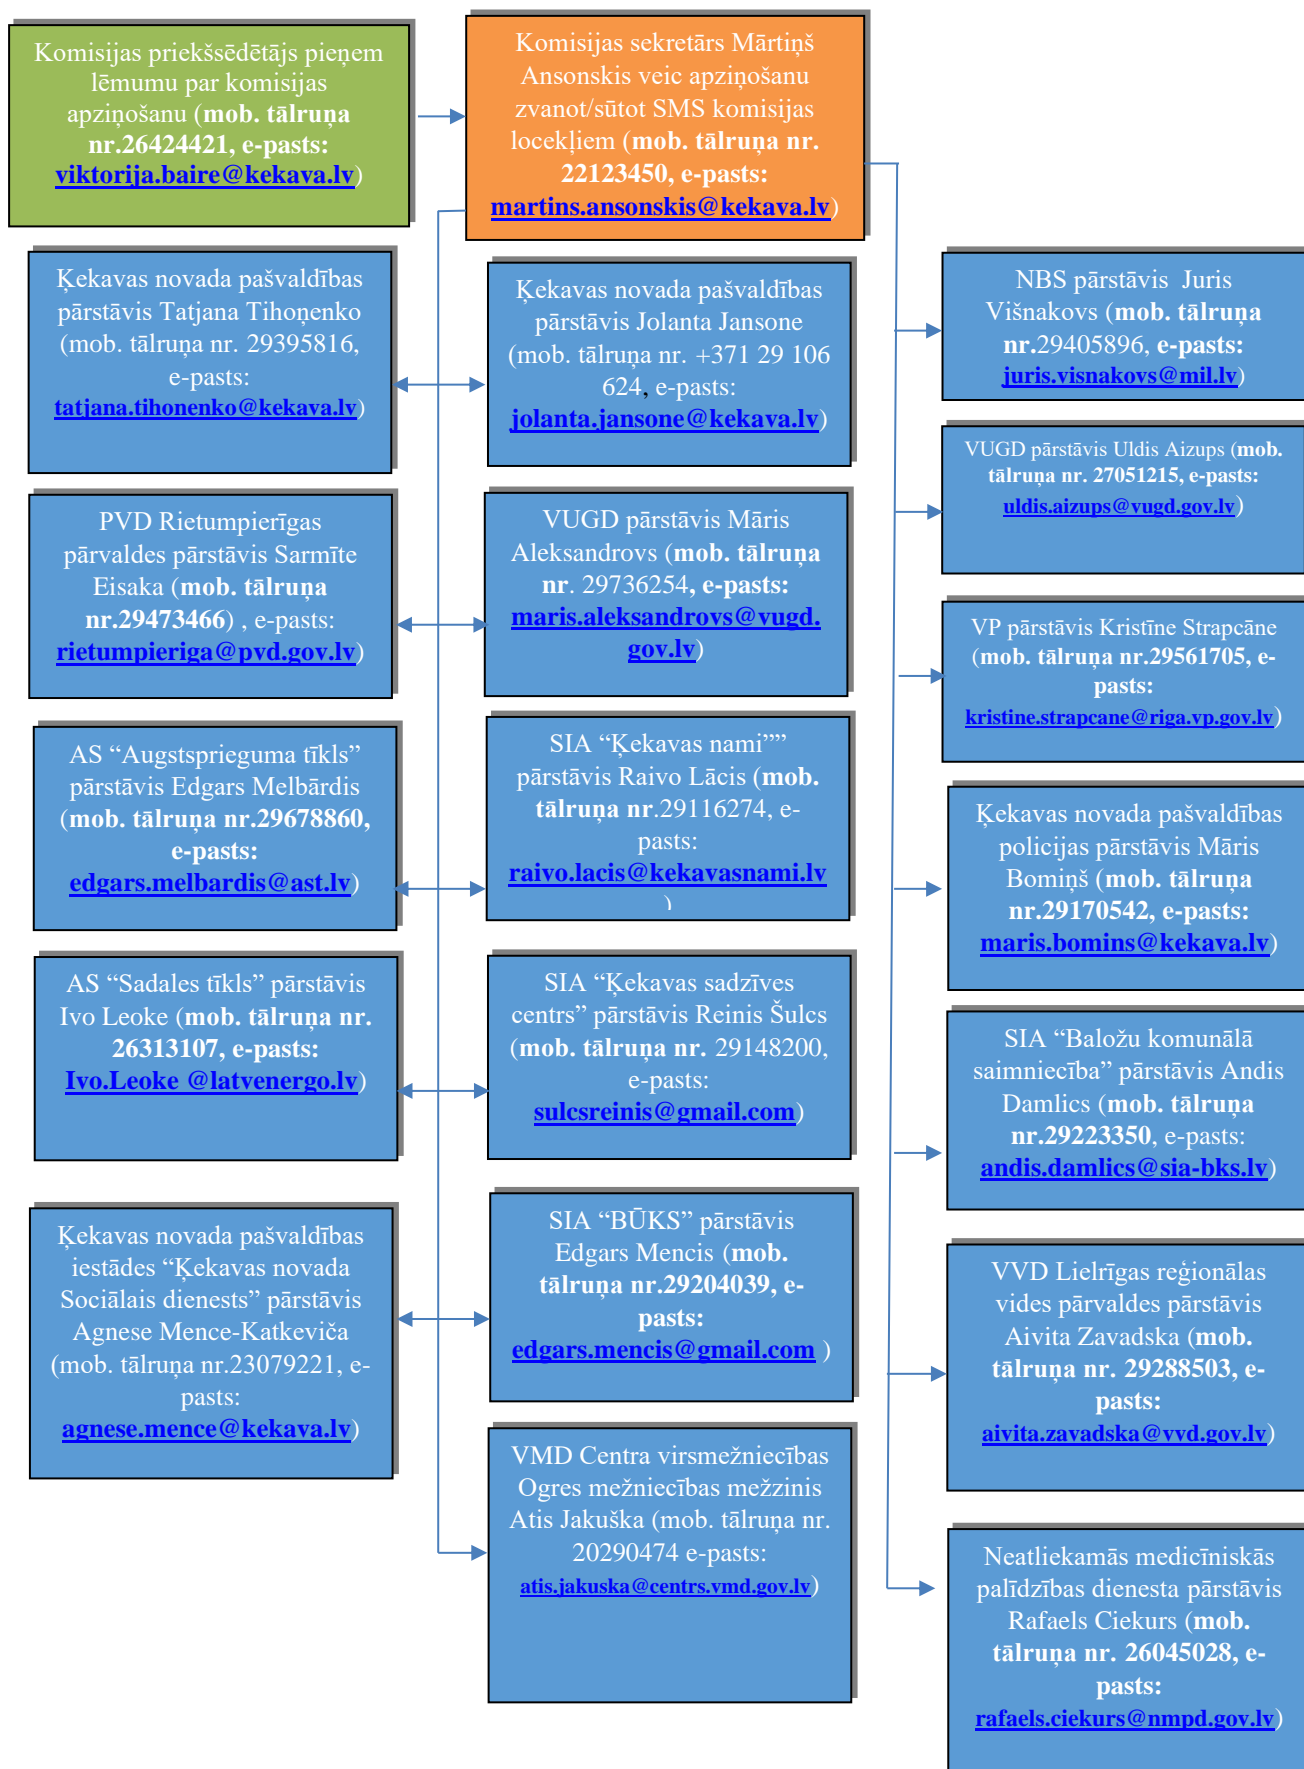 Komisijas priekšsēdētājs pieņem
lēmumu par komisijas
apziņošanu (mob. tālruņa
nr.26424421, e-pasts:
viktorija.baire@kekava.lv)
Komisijas sekretārs Mārtiņš
Ansonskis veic apziņošanu
zvanot/sūtot SMS komisijas
locekļiem (mob. tālruņa nr.
22123450, e-pasts:
martins.ansonskis@kekava.lv)
Ķekavas novada pašvaldības
pārstāvis Tatjana Tihoņenko
(mob. tālruņa nr. 29395816,
e-pasts:
tatjana.tihonenko@kekava.lv)
Ķekavas novada pašvaldības
pārstāvis Jolanta Jansone
(mob. tālruņa nr. +371 29 106
624, e-pasts:
jolanta.jansone@kekava.lv)
NBS pārstāvis  Juris
Višnakovs (mob. tālruņa
nr.29405896, e-pasts:
juris.visnakovs@mil.lv)
VUGD pārstāvis Uldis Aizups (mob.
tālruņa nr. 27051215, e-pasts:
uldis.aizups@vugd.gov.lv)
PVD Rietumpierīgas
pārvaldes pārstāvis Sarmīte
Eisaka (mob. tālruņa
nr.29473466) , e-pasts:
rietumpieriga@pvd.gov.lv)
VUGD pārstāvis Māris
Aleksandrovs (mob. tālruņa
nr. 29736254, e-pasts:
maris.aleksandrovs@vugd.
gov.lv)
VP pārstāvis Kristīne Strapcāne
(mob. tālruņa nr.29561705, e-
pasts:
kristine.strapcane@riga.vp.gov.lv)
AS “Augstsprieguma tīkls”
pārstāvis Edgars Melbārdis
(mob. tālruņa nr.29678860,
e-pasts:
edgars.melbardis@ast.lv)
SIA “Ķekavas nami””
pārstāvis Raivo Lācis (mob.
tālruņa nr.29116274, e-
pasts:
raivo.lacis@kekavasnami.lv
)
Ķekavas novada pašvaldības
policijas pārstāvis Māris
Bomiņš (mob. tālruņa
nr.29170542, e-pasts:
maris.bomins@kekava.lv)
AS “Sadales tīkls” pārstāvis
Ivo Leoke (mob. tālruņa nr.
26313107, e-pasts:
Ivo.Leoke @latvenergo.lv)
SIA “Ķekavas sadzīves
centrs” pārstāvis Reinis Šulcs
(mob. tālruņa nr. 29148200,
e-pasts:
sulcsreinis@gmail.com)
SIA “Baložu komunālā
saimniecība” pārstāvis Andis
Damlics (mob. tālruņa
nr.29223350, e-pasts:
andis.damlics@sia-bks.lv)
Ķekavas novada pašvaldības
iestādes “Ķekavas novada
Sociālais dienests” pārstāvis
Agnese Mence-Katkeviča
(mob. tālruņa nr.23079221, e-
pasts:
agnese.mence@kekava.lv)
SIA “BŪKS” pārstāvis
Edgars Mencis (mob.
tālruņa nr.29204039, e-
pasts:
edgars.mencis@gmail.com )
VVD Lielrīgas reģionālas
vides pārvaldes pārstāvis
Aivita Zavadska (mob.
tālruņa nr. 29288503, e-
pasts:
aivita.zavadska@vvd.gov.lv)
VMD Centra virsmežniecības
Ogres mežniecības mežzinis
Atis Jakuška (mob. tālruņa nr.
20290474 e-pasts:
atis.jakuska@centrs.vmd.gov.lv)
Neatliekamās medicīniskās
palīdzības dienesta pārstāvis
Rafaels Ciekurs (mob.
tālruņa nr. 26045028, e-
pasts:
rafaels.ciekurs@nmpd.gov.lv)